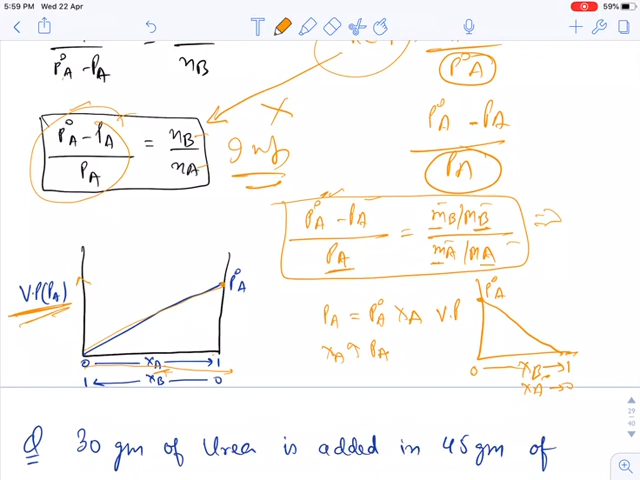 5:59 PM Wed 22 Apr
59%
P°A – PA = nB
P°A
P°A – PA
PA
P°A – PA / PA = nB / nA
P°A – PA / PA = mB/MB / mA/MA ⇒
V.P(PA)
P°A
0 XA 1
1 XB 0
PA = P°A XA V.P
XA ∝ PA
P°A
0 XB 1
XA → 0
29
40
Q 30 gm of Urea is added in 45 gm of